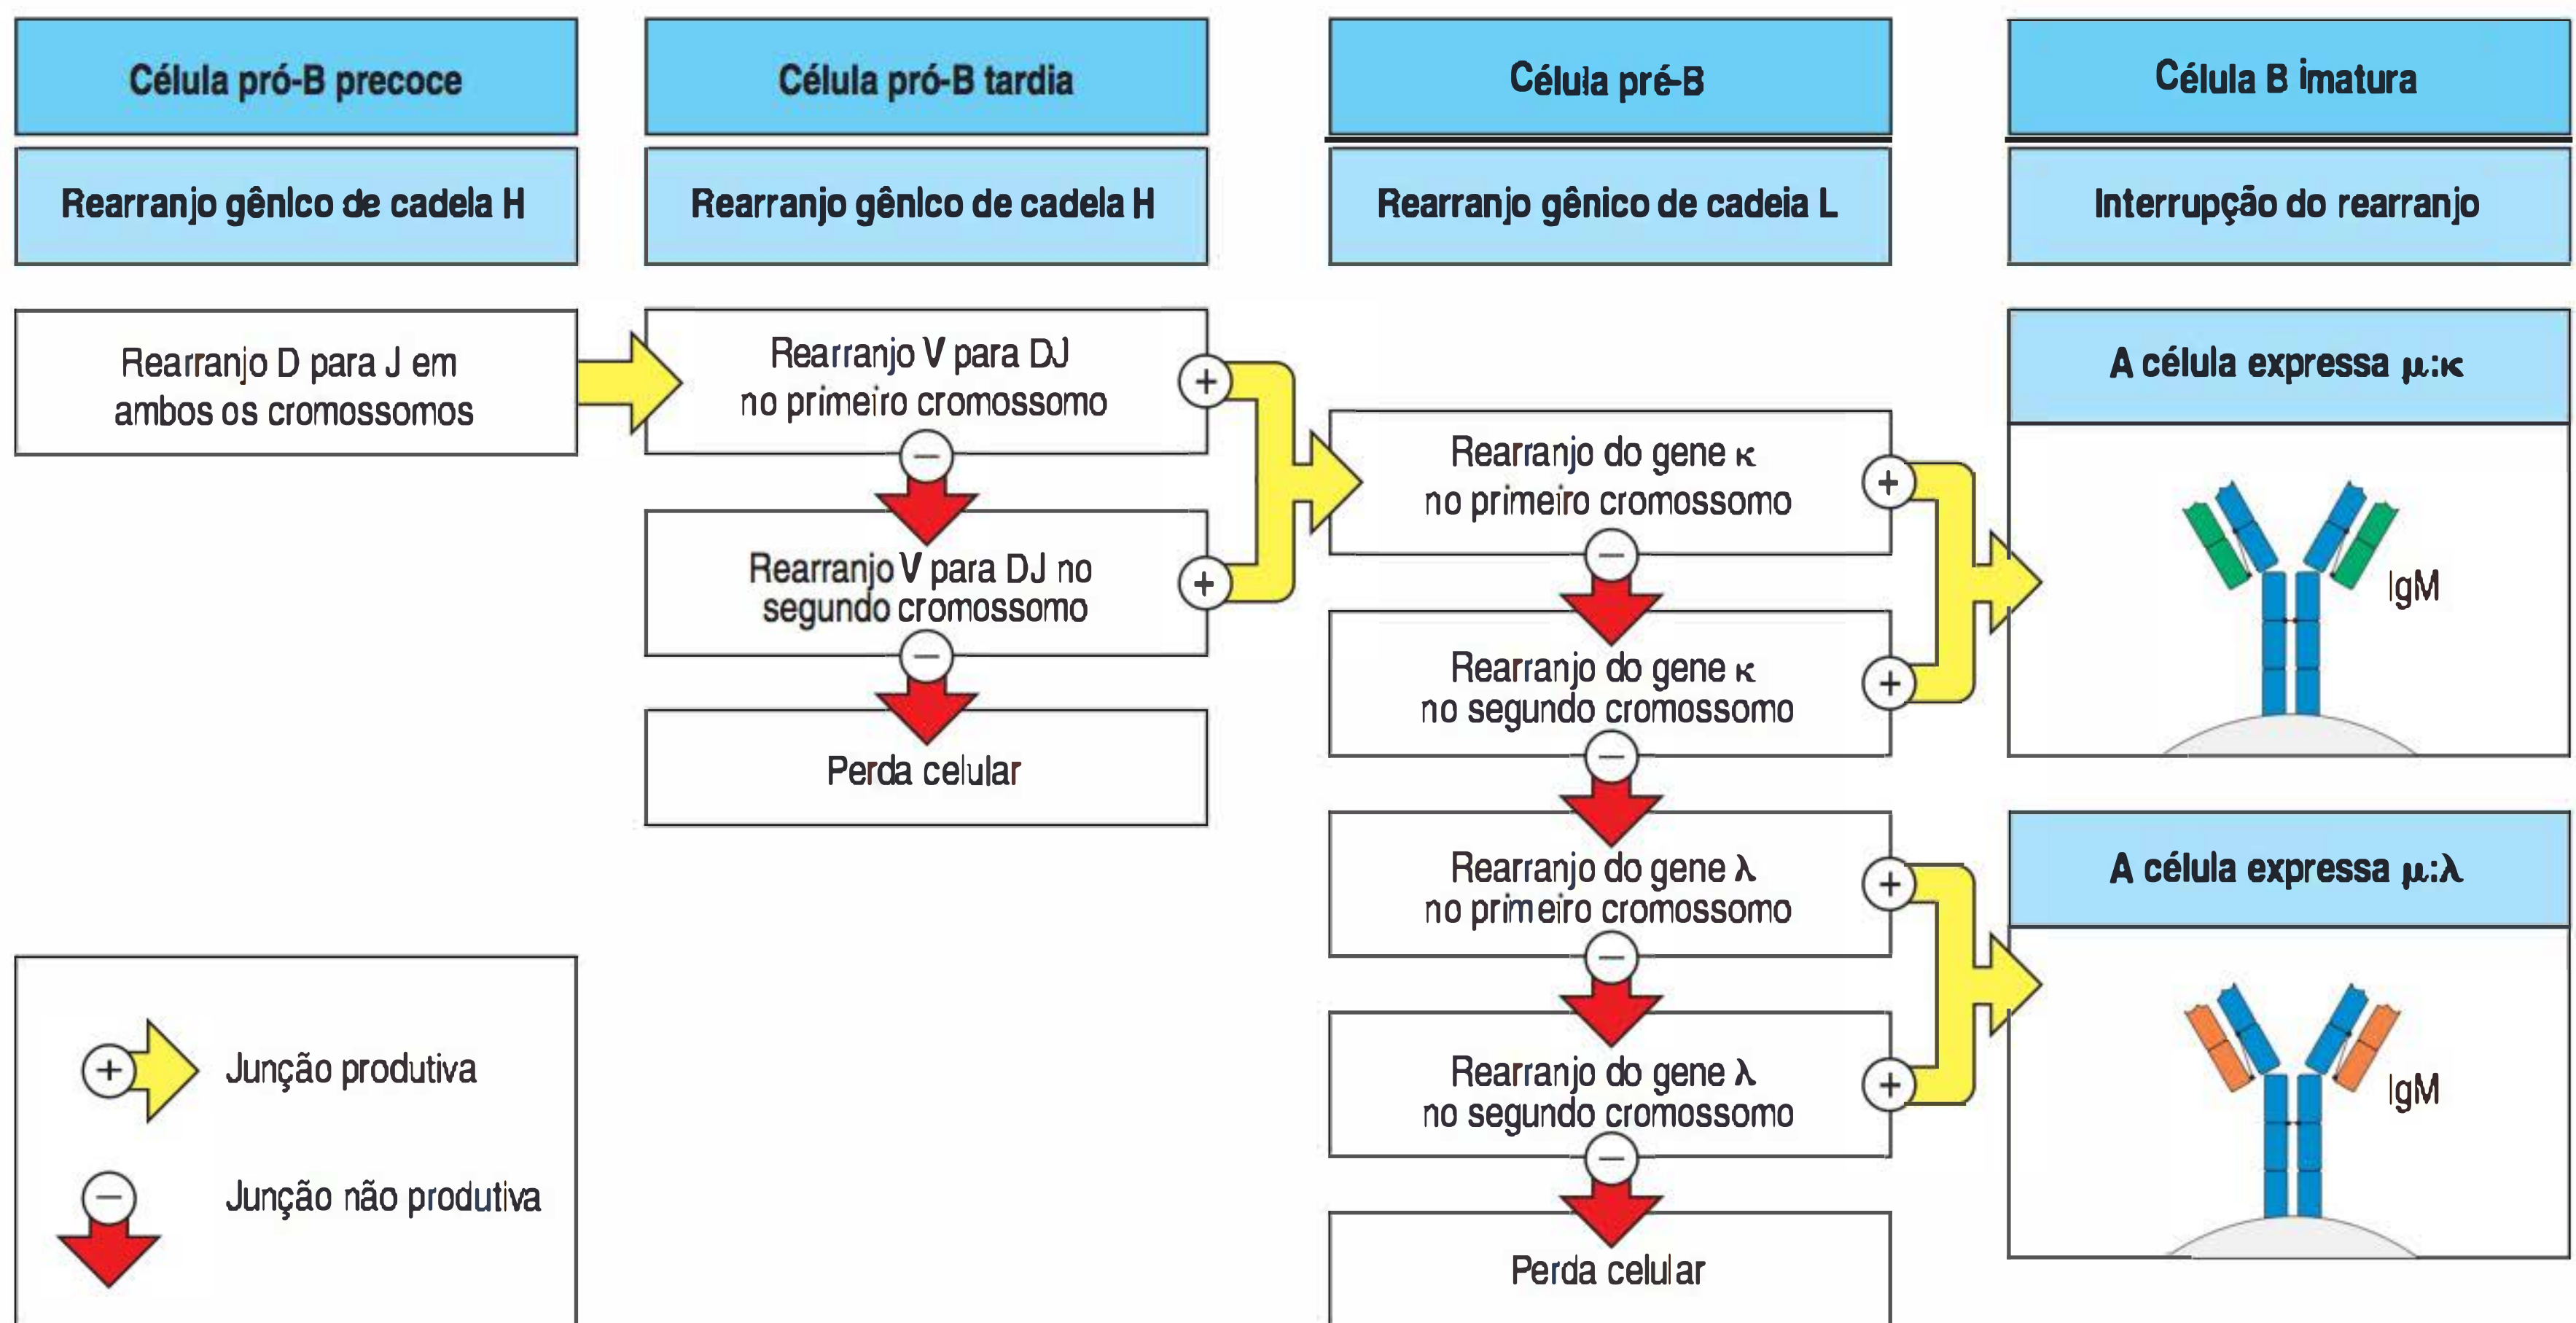 Célula pró-B precoce
Rearranjo gênlco de cadela H
Rearranjo D para J em
ambos os cromossomos
Célula pró-B tardia
Rearranjo gênlco de cadela H
Rearranjo V para DJ
no primeiro cromossomo
+
−
Rearranjo V para DJ no
segundo cromossomo
+
−
Perda celular
Célula pré-B
Rearranjo gênico de cadeia L
Rearranjo do gene κ
no primeiro cromossomo
+
−
Rearranjo do gene κ
no segundo cromossomo
+
−
Rearranjo do gene λ
no primeiro cromossomo
+
−
Rearranjo do gene λ
no segundo cromossomo
+
−
Perda celular
Célula B imatura
Interrupção do rearranjo
A célula expressa μ:κ
IgM
A célula expressa μ:λ
IgM
+ Junção produtiva
− Junção não produtiva